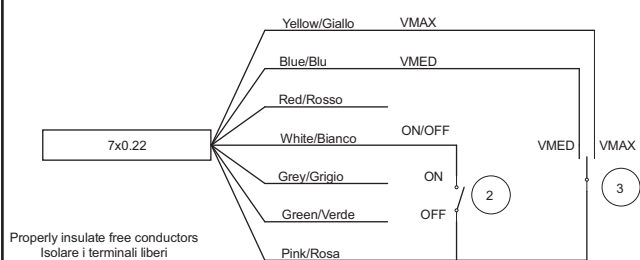 Yellow/Giallo VMAX
Blue/Blu VMED
Red/Rosso
White/Bianco ON/OFF
7x0.22
VMED VMAX
Grey/Grigio ON
2
3
Green/Verde OFF
Properly insulate free conductors
Isolare i terminali liberi
Pink/Rosa